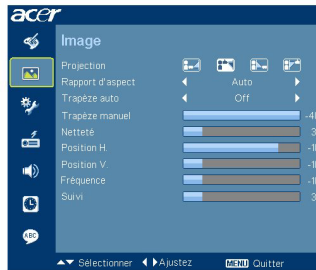 acer
Image
Projection
Rapport d'aspect Auto
Trapèze auto Off
Trapèze manuel
Netteté
Position H.
Position V.
Fréquence
Suivi
ABC
Sélectionner Ajustez MENU Quitter